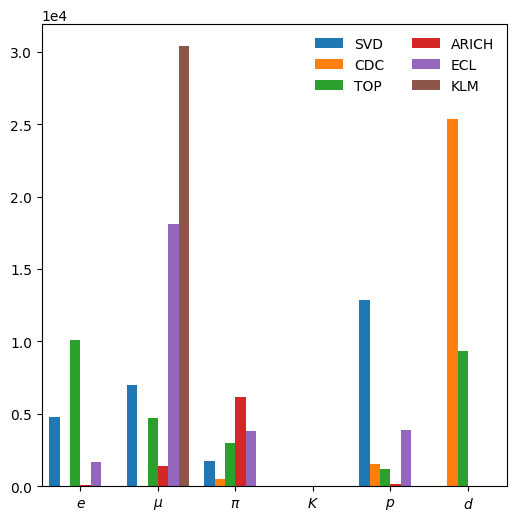 1e4
SVD
CDC
TOP
ARICH
ECL
KLM
3.0
2.5
2.0
1.5
1.0
0.5
0.0
e μ π K p d